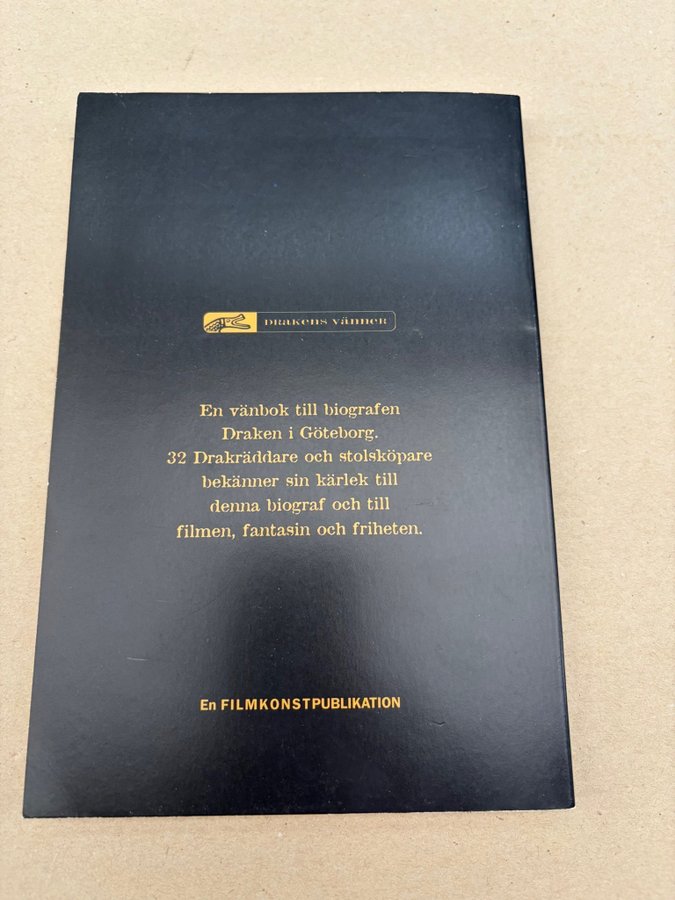 DRAKENS VÄNNER
En vänbok till biografen
Draken i Göteborg.
32 Drakräddare och stolsköpare
bekänner sin kärlek till
denna biograf och till
filmen, fantasin och friheten.
En FILMKONSTPUBLIKATION